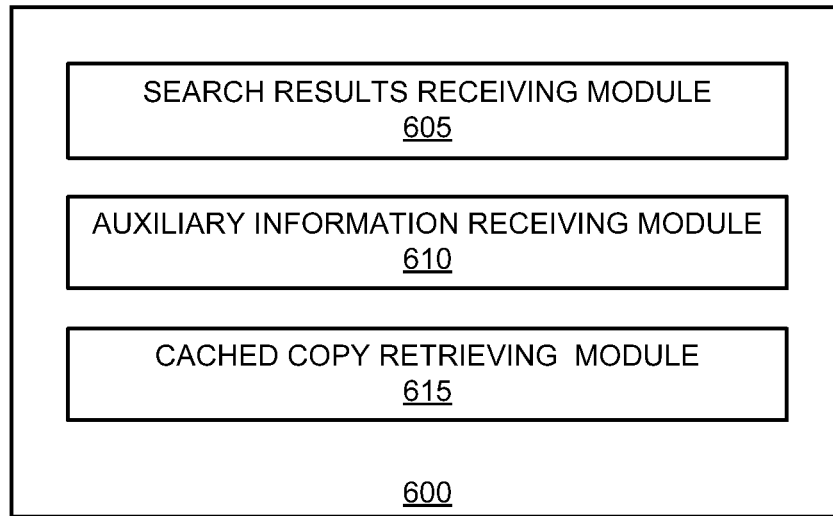 SEARCH RESULTS RECEIVING MODULE
605
AUXILIARY INFORMATION RECEIVING MODULE
610
CACHED COPY RETRIEVING MODULE
615
600